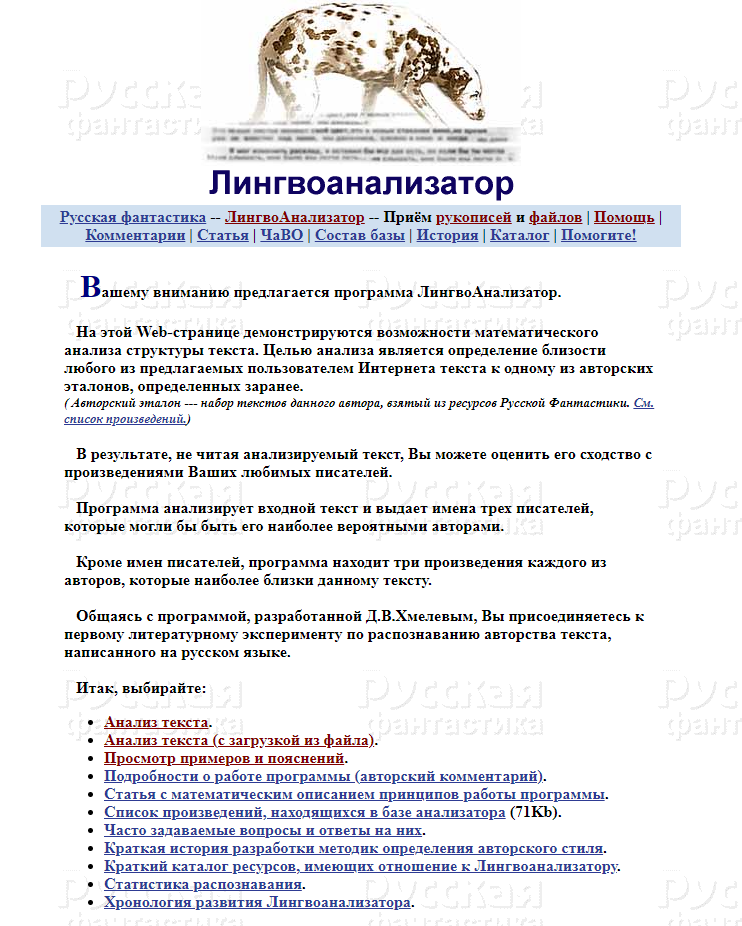 Лингвоанализатор
Русская фантастика -- ЛингвоАнализатор -- Приём рукописей и файлов | Помощь |
Комментарии | Статья | ЧаВО | Состав базы | История | Каталог | Помогите!
Вашему вниманию предлагается программа ЛингвоАнализатор.
На этой Web-странице демонстрируются возможности математического
анализа структуры текста. Целью анализа является определение близости
любого из предлагаемых пользователем Интернета текста к одному из авторских
эталонов, определенных заранее.
( Авторский эталон --- набор текстов данного автора, взятый из ресурсов Русской Фантастики. См.
список произведений.)
В результате, не читая анализируемый текст, Вы можете оценить его сходство с
произведениями Ваших любимых писателей.
Программа анализирует входной текст и выдает имена трех писателей,
которые могли бы быть его наиболее вероятными авторами.
Кроме имен писателей, программа находит три произведения каждого из
авторов, которые наиболее близки данному тексту.
Общаясь с программой, разработанной Д.В.Хмелевым, Вы присоединяетесь к
первому литературному эксперименту по распознаванию авторства текста,
написанного на русском языке.
Итак, выбирайте:
Анализ текста.
Анализ текста (с загрузкой из файла).
Просмотр примеров и пояснений.
Подробности о работе программы (авторский комментарий).
Статья с математическим описанием принципов работы программы.
Список произведений, находящихся в базе анализатора (71Kb).
Часто задаваемые вопросы и ответы на них.
Краткая история разработки методик определения авторского стиля.
Краткий каталог ресурсов, имеющих отношение к Лингвоанализатору.
Статистика распознавания.
Хронология развития Лингвоанализатора.